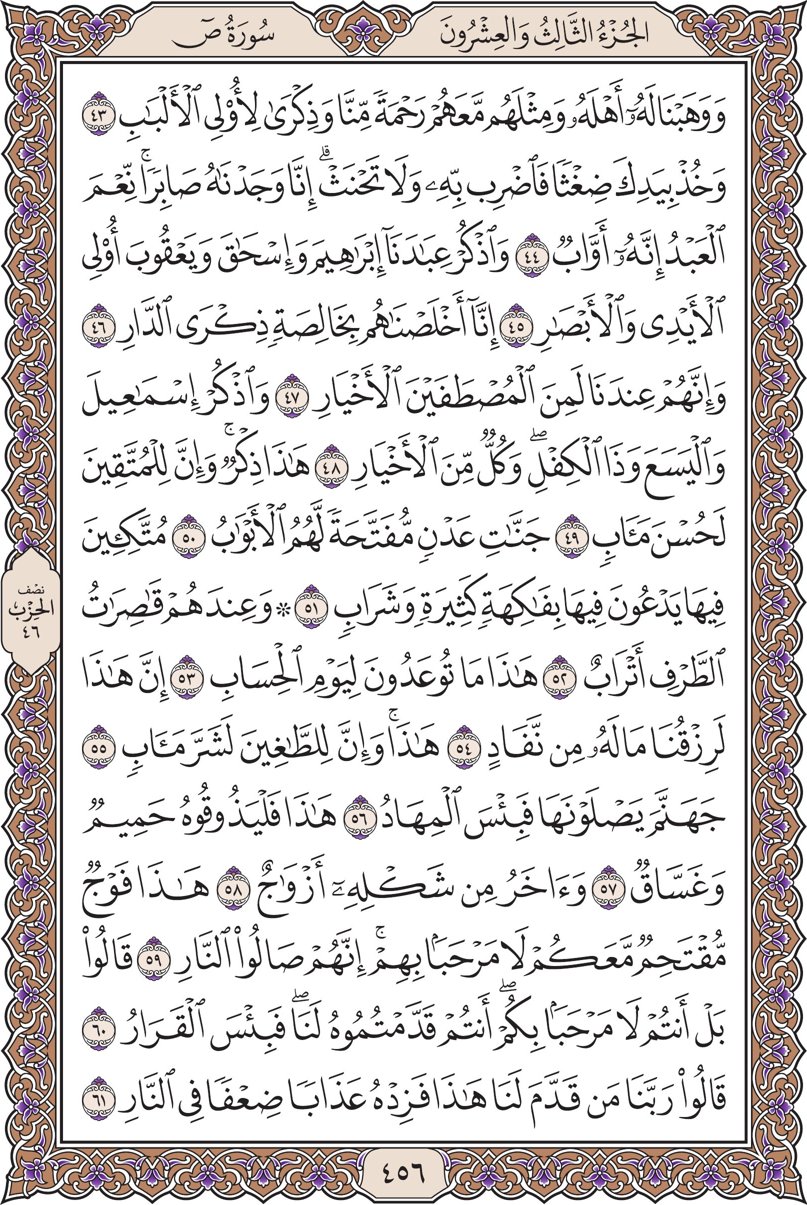 الجُزْءُ الثَّالِثُ وَالعِشْرُونَ
سُورَةُ صٓ
وَوَهَبْنَا لَهُۥٓ أَهْلَهُۥ وَمِثْلَهُم مَّعَهُمْ رَحْمَةً مِّنَّا وَذِكْرَىٰ لِأُو۟لِى ٱلْأَلْبَٰبِ ٤٣
وَخُذْ بِيَدِكَ ضِغْثًا فَٱضْرِب بِّهِۦ وَلَا تَحْنَثْ ۗ إِنَّا وَجَدْنَٰهُ صَابِرًا ۚ نِّعْمَ
ٱلْعَبْدُ إِنَّهُۥٓ أَوَّابٌ ٤٤ وَٱذْكُرْ عِبَٰدَنَآ إِبْرَٰهِيمَ وَإِسْحَٰقَ وَيَعْقُوبَ أُو۟لِى
ٱلْأَيْدِى وَٱلْأَبْصَٰرِ ٤٥ إِنَّآ أَخْلَصْنَٰهُم بِخَالِصَةٍ ذِكْرَى ٱلدَّارِ ٤٦
وَإِنَّهُمْ عِندَنَا لَمِنَ ٱلْمُصْطَفَيْنَ ٱلْأَخْيَارِ ٤٧ وَٱذْكُرْ إِسْمَٰعِيلَ
وَٱلْيَسَعَ وَذَا ٱلْكِفْلِ ۖ وَكُلٌّ مِّنَ ٱلْأَخْيَارِ ٤٨ هَٰذَا ذِكْرٌ ۚ وَإِنَّ لِلْمُتَّقِينَ
لَحُسْنَ مَـَٔابٍ ٤٩ جَنَّٰتِ عَدْنٍ مُّفَتَّحَةً لَّهُمُ ٱلْأَبْوَٰبُ ٥٠ مُتَّكِـِٔينَ
فِيهَا يَدْعُونَ فِيهَا بِفَٰكِهَةٍ كَثِيرَةٍ وَشَرَابٍ ٥١ ۞ وَعِندَهُمْ قَٰصِرَٰتُ
ٱلطَّرْفِ أَتْرَابٌ ٥٢ هَٰذَا مَا تُوعَدُونَ لِيَوْمِ ٱلْحِسَابِ ٥٣ إِنَّ هَٰذَا
لَرِزْقُنَا مَا لَهُۥ مِن نَّفَادٍ ٥٤ هَٰذَا ۚ وَإِنَّ لِلطَّٰغِينَ لَشَرَّ مَـَٔابٍ ٥٥
جَهَنَّمَ يَصْلَوْنَهَا فَبِئْسَ ٱلْمِهَادُ ٥٦ هَٰذَا فَلْيَذُوقُوهُ حَمِيمٌ
وَغَسَّاقٌ ٥٧ وَءَاخَرُ مِن شَكْلِهِۦٓ أَزْوَٰجٌ ٥٨ هَٰذَا فَوْجٌ
مُّقْتَحِمٌ مَّعَكُمْ لَا مَرْحَبًۢا بِهِمْ ۚ إِنَّهُمْ صَالُوا۟ ٱلنَّارِ ٥٩ قَالُوا۟
بَلْ أَنتُمْ لَا مَرْحَبًۢا بِكُمْ ۖ أَنتُمْ قَدَّمْتُمُوهُ لَنَا ۖ فَبِئْسَ ٱلْقَرَارُ ٦٠
قَالُوا۟ رَبَّنَا مَن قَدَّمَ لَنَا هَٰذَا فَزِدْهُ عَذَابًا ضِعْفًا فِى ٱلنَّارِ ٦١
نصف
الحزب
٤٦
٤٥٦